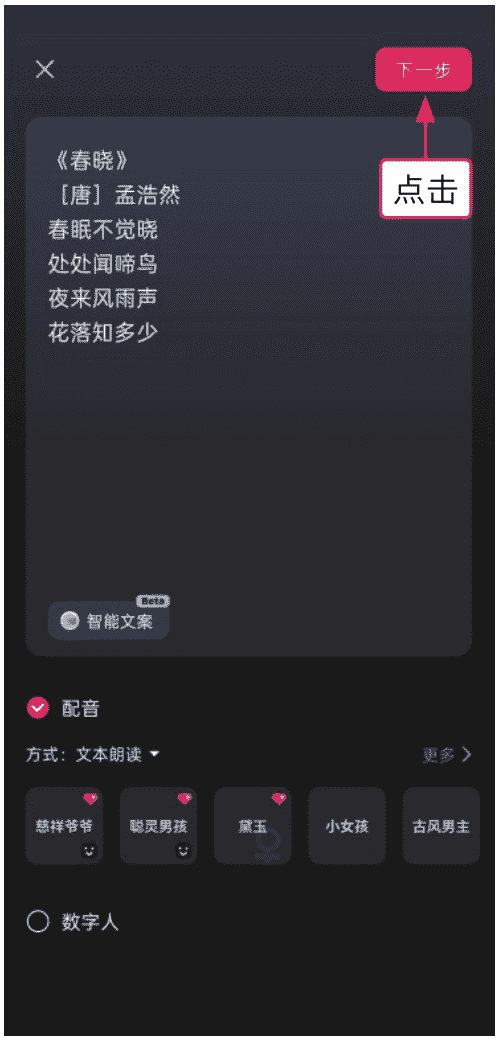 下一步
点击
《春晓》
［唐］孟浩然
春眠不觉晓
处处闻啼鸟
夜来风雨声
花落知多少
Beta
智能文案
配音
方式：文本朗读
更多
慈祥爷爷
聪灵男孩
黛玉
小女孩
古风男主
数字人